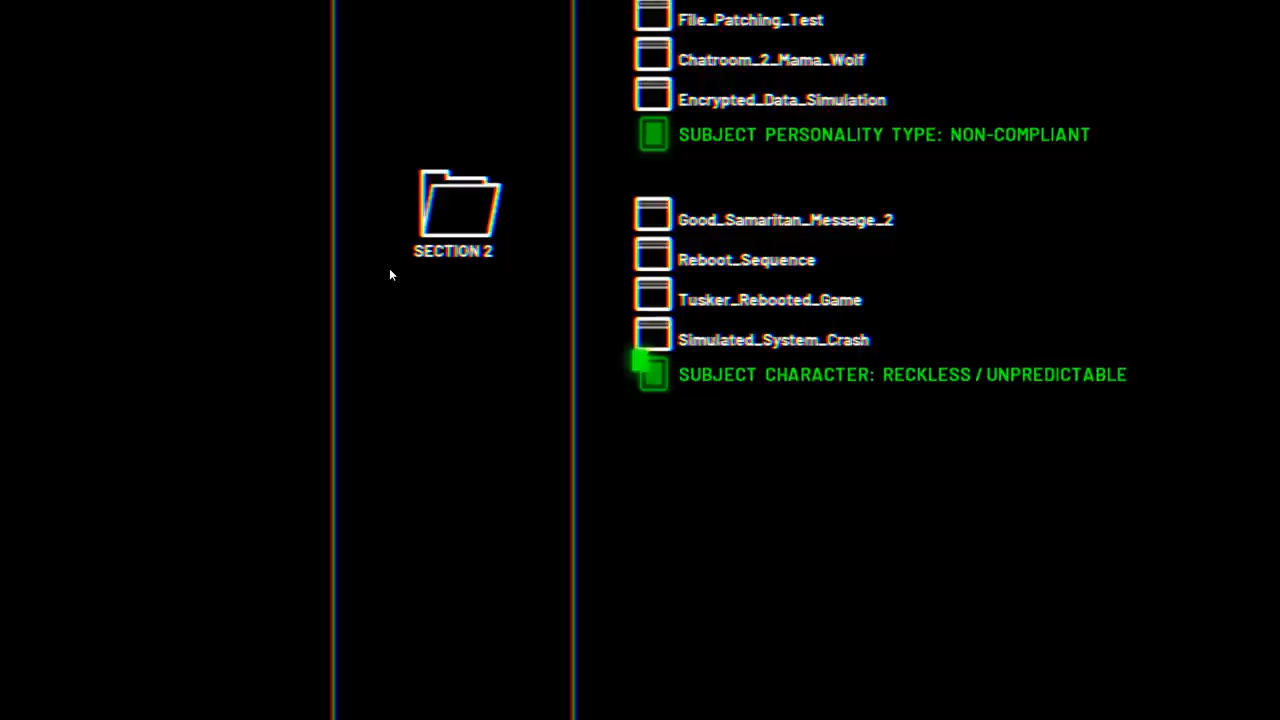 File_Patching_Test
Chatroom_2_Mama_Wolf
Encrypted_Data_Simulation
SUBJECT PERSONALITY TYPE: NON-COMPLIANT
SECTION 2
Good_Samaritan_Message_2
Reboot_Sequence
Tusker_Rebooted_Game
Simulated_System_Crash
SUBJECT CHARACTER: RECKLESS / UNPREDICTABLE